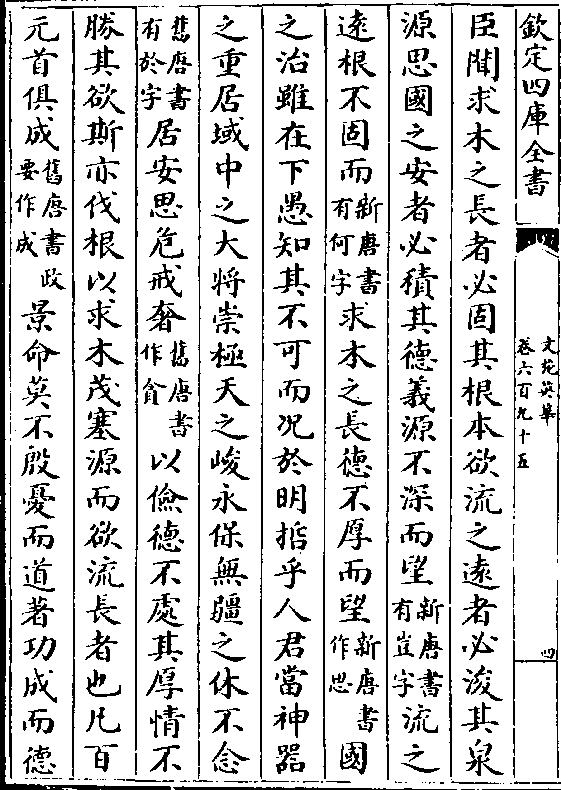 欽定四庫全書
文苑英華
卷六百九十五
四
臣聞求木之長者必固其根本欲流之遠者必浚其泉
源思國之安者必積其德義源不深而望新唐書有豈字流之
遠根不固而新唐書有何字求木之長德不厚而望新唐書作思國
之治雖在下愚知其不可而况於明哲乎人君當神器
之重居域中之大將崇極天之峻永保無疆之休不念
舊唐書有於字居安思危戒奢舊唐書作貪以儉德不處其厚情不
勝其欲斯亦伐根以求木茂塞源而欲流長者也凡百
元首俱成舊唐書政要作成景命莫不殷憂而道著功成而德